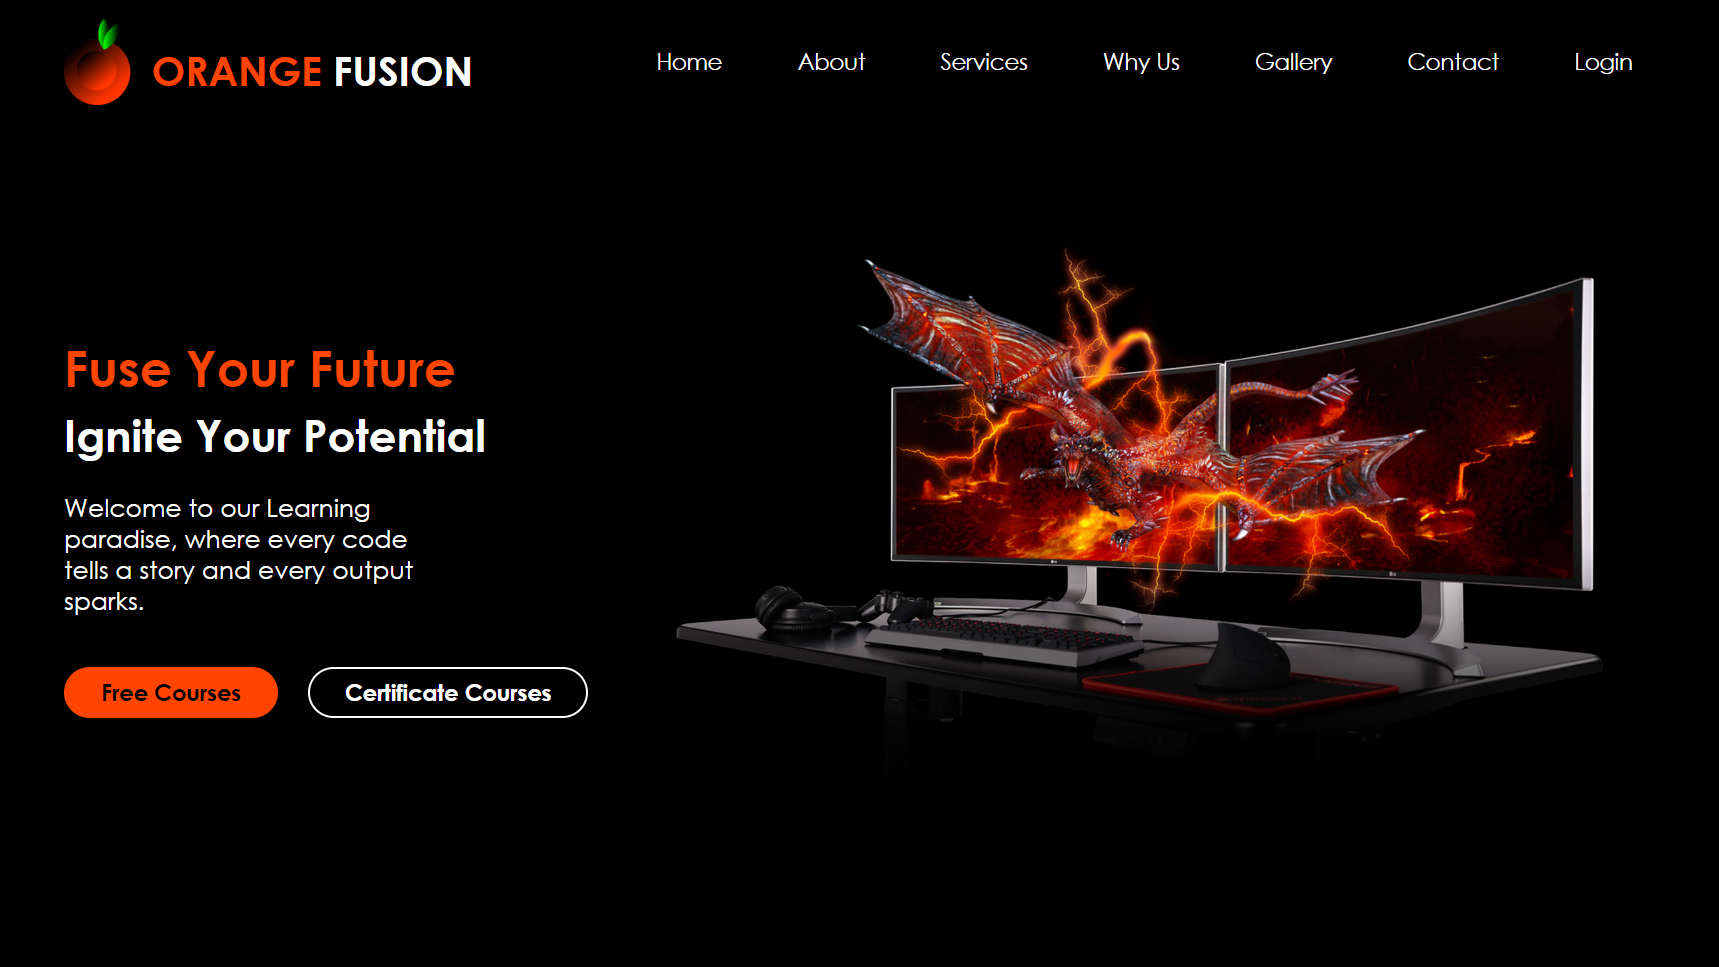 ORANGE FUSION
Home About Services Why Us Gallery Contact Login
Fuse Your Future
Ignite Your Potential
Welcome to our Learning
paradise, where every code
tells a story and every output
sparks.
Free Courses Certificate Courses